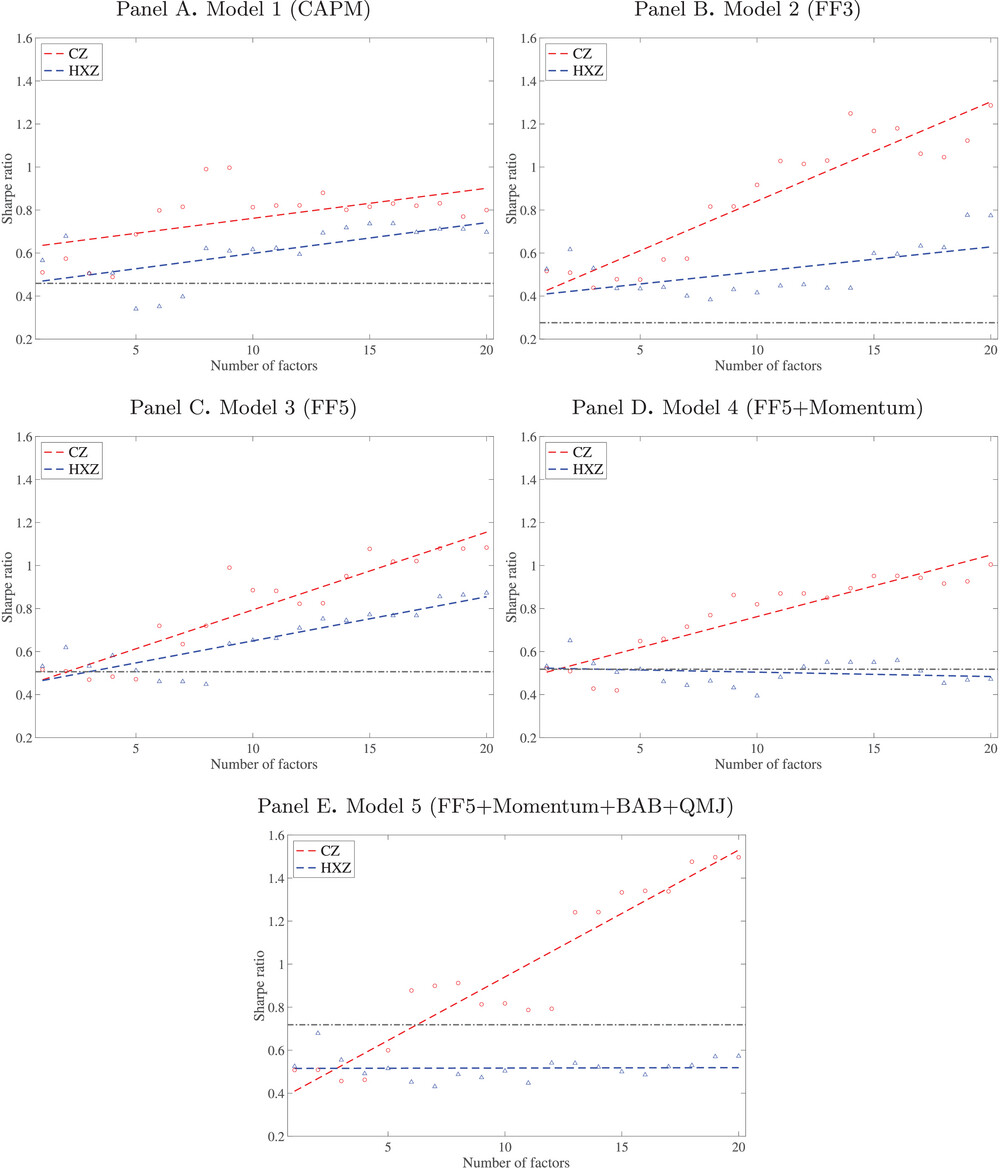 Panel A. Model 1 (CAPM)
1.6
1.4
1.2
1
0.8
0.6
0.4
0.2
Sharpe ratio
CZ
HXZ
5
10
15
20
Number of factors
Panel B. Model 2 (FF3)
1.6
1.4
1.2
1
0.8
0.6
0.4
0.2
Sharpe ratio
CZ
HXZ
5
10
15
20
Number of factors
Panel C. Model 3 (FF5)
1.6
1.4
1.2
1
0.8
0.6
0.4
0.2
Sharpe ratio
CZ
HXZ
5
10
15
20
Number of factors
Panel D. Model 4 (FF5+Momentum)
1.6
1.4
1.2
1
0.8
0.6
0.4
0.2
Sharpe ratio
CZ
HXZ
5
10
15
20
Number of factors
Panel E. Model 5 (FF5+Momentum+BAB+QMJ)
1.6
1.4
1.2
1
0.8
0.6
0.4
0.2
Sharpe ratio
CZ
HXZ
5
10
15
20
Number of factors